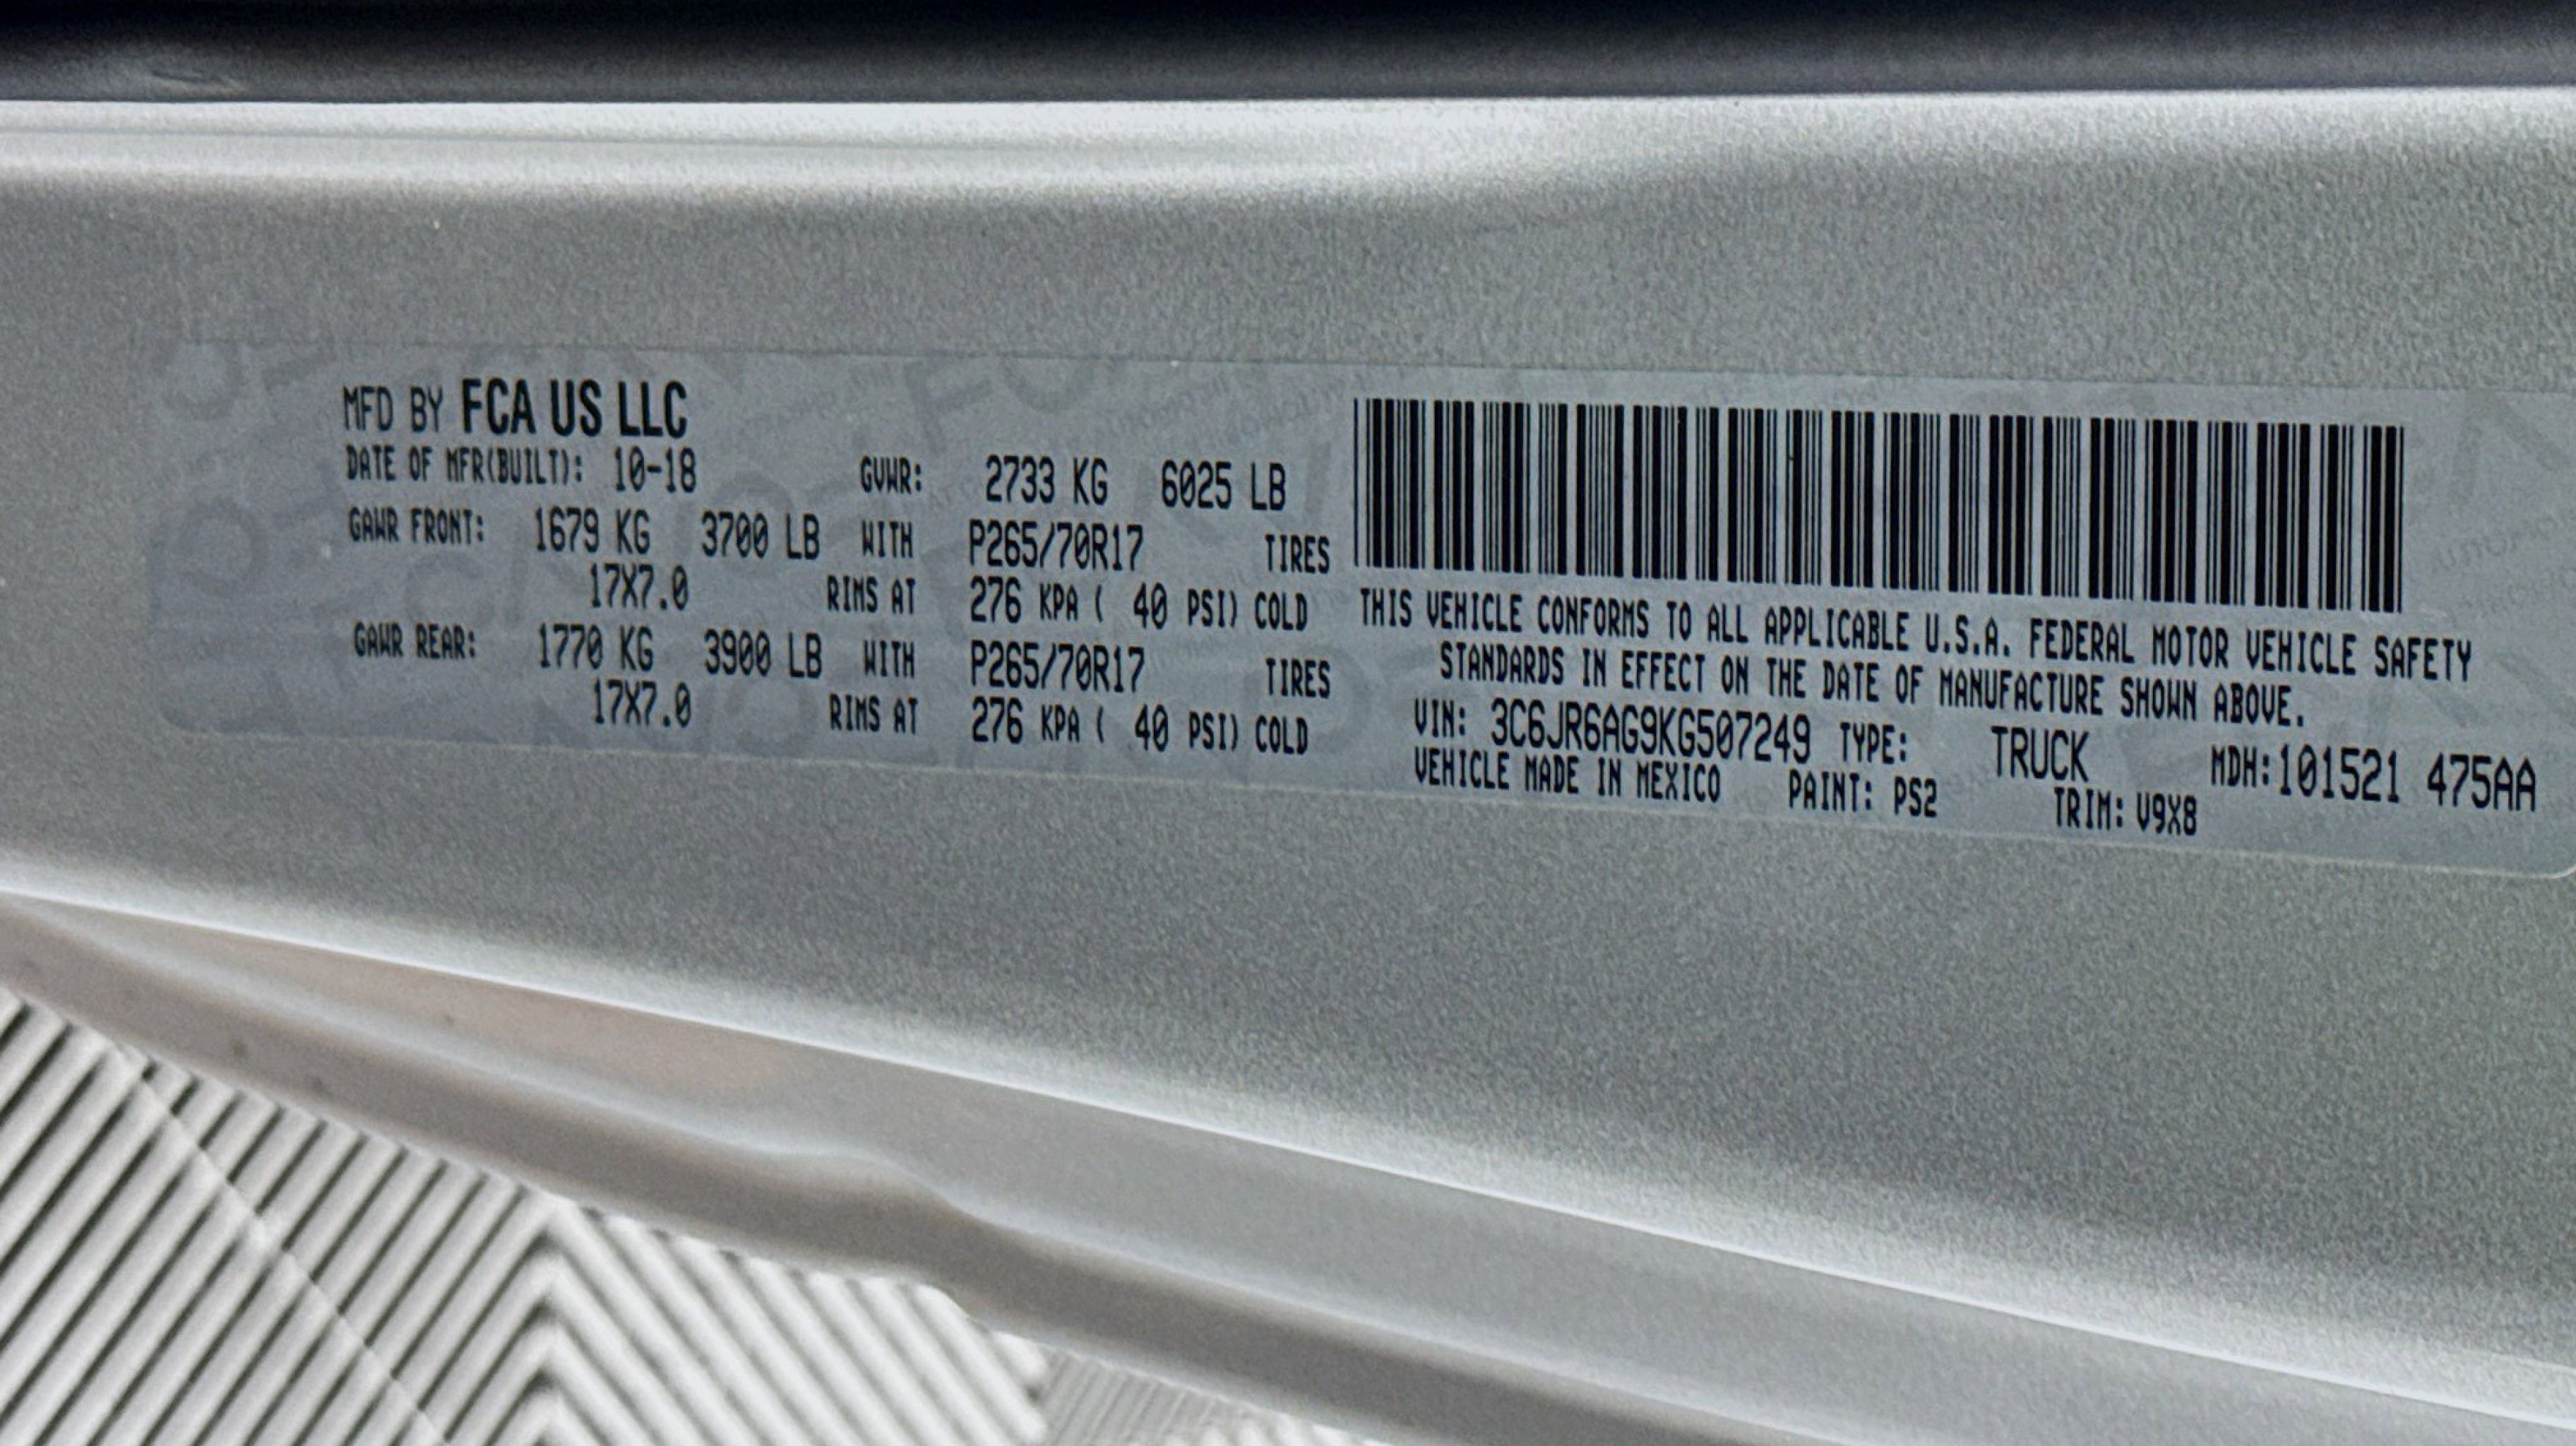 MFD BY FCA US LLC
DATE OF MFR(BUILT): 10-18 GVWR: 2733 KG 6025 LB
GAWR FRONT: 1679 KG 3700 LB WITH P265/70R17 TIRES
17X7.0 RIMS AT 276 KPA ( 40 PSI) COLD
GAWR REAR: 1770 KG 3900 LB WITH P265/70R17 TIRES
17X7.0 RIMS AT 276 KPA ( 40 PSI) COLD
THIS VEHICLE CONFORMS TO ALL APPLICABLE U.S.A. FEDERAL MOTOR VEHICLE SAFETY
STANDARDS IN EFFECT ON THE DATE OF MANUFACTURE SHOWN ABOVE.
VIN: 3C6JR6AG9KG507249 TYPE: TRUCK MDH:101521 475AA
VEHICLE MADE IN MEXICO PAINT: PS2 TRIM: V9X8